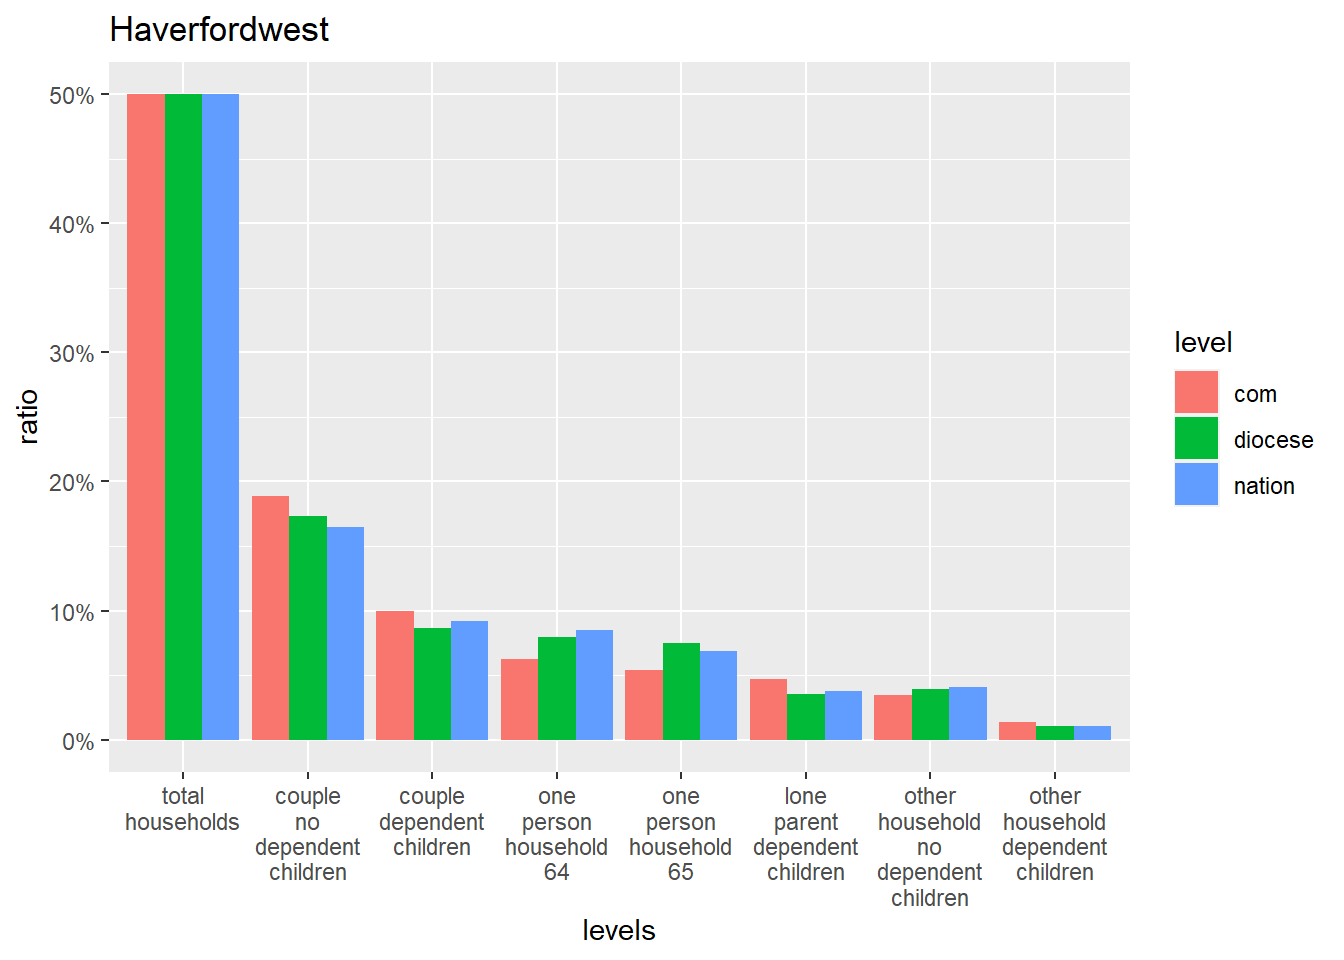 Haverfordwest
50%
40%
30%
20%
10%
0%
ratio
total
households
couple
no
dependent
children
couple
dependent
children
one
person
household
64
one
person
household
65
lone
parent
dependent
children
other
household
no
dependent
children
other
household
dependent
children
levels
level
com
diocese
nation